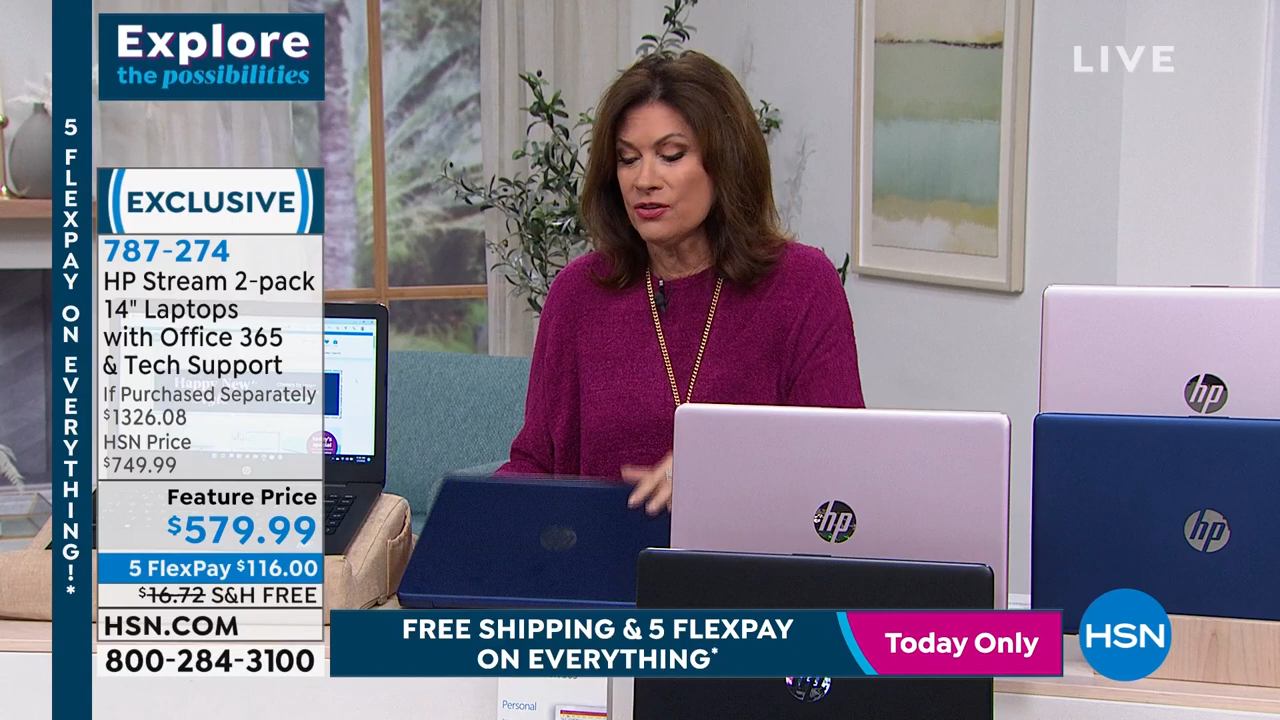 Explore
the possibilities
LIVE
5 FLEXPAY ON EVERYTHING!*
EXCLUSIVE
787-274
HP Stream 2-pack
14" Laptops
with Office 365
& Tech Support
If Purchased Separately
$1326.08
HSN Price
$749.99
Feature Price
$579.99
5 FlexPay $116.00
$16.72 S&H FREE
HSN.COM
800-284-3100
hp
hp
hp
FREE SHIPPING & 5 FLEXPAY
ON EVERYTHING*
Today Only
HSN
Personal